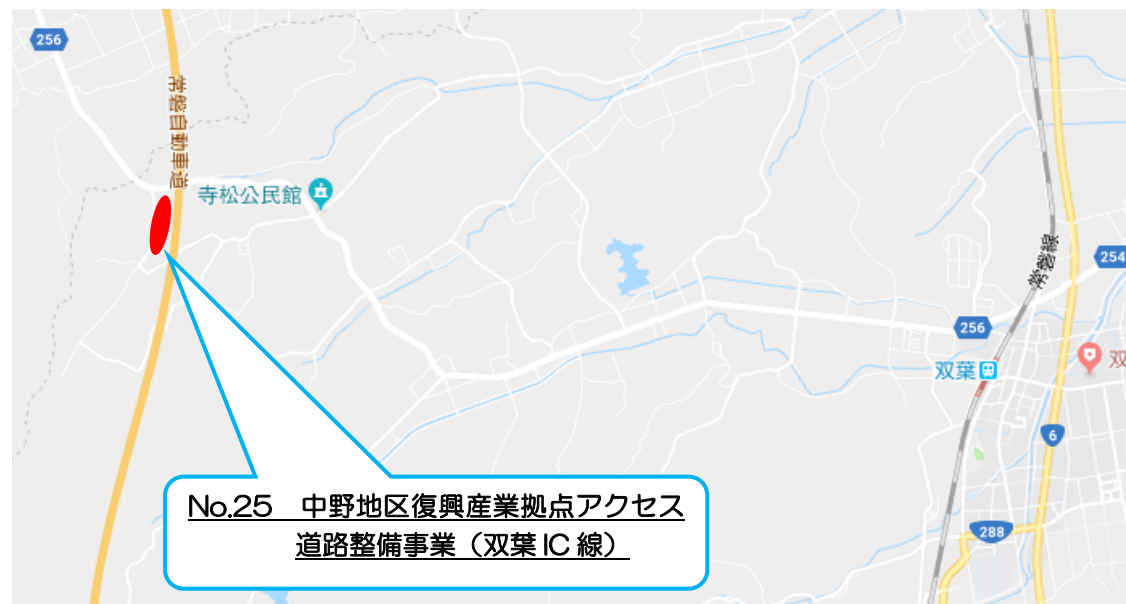 256
常磐自動車道
寺松公民館
常磐線
254
256
双葉
双
6
288
No.25 中野地区復興産業拠点アクセス
道路整備事業（双葉 IC 線）